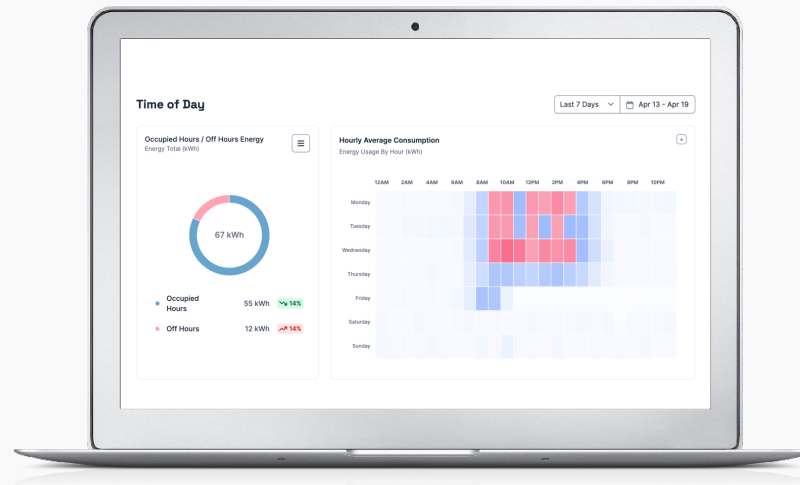 Time of Day
Last 7 Days
Apr 13 - Apr 19
Occupied Hours / Off Hours Energy
Energy Total (kWh)
67 kWh
Occupied
Hours
55 kWh
14%
Off Hours
12 kWh
14%
Hourly Average Consumption
Energy Usage By Hour (kWh)
12AM 2AM 4AM 6AM 8AM 10AM 12PM 2PM 4PM 6PM 8PM 10PM
Monday
Tuesday
Wednesday
Thursday
Friday
Saturday
Sunday